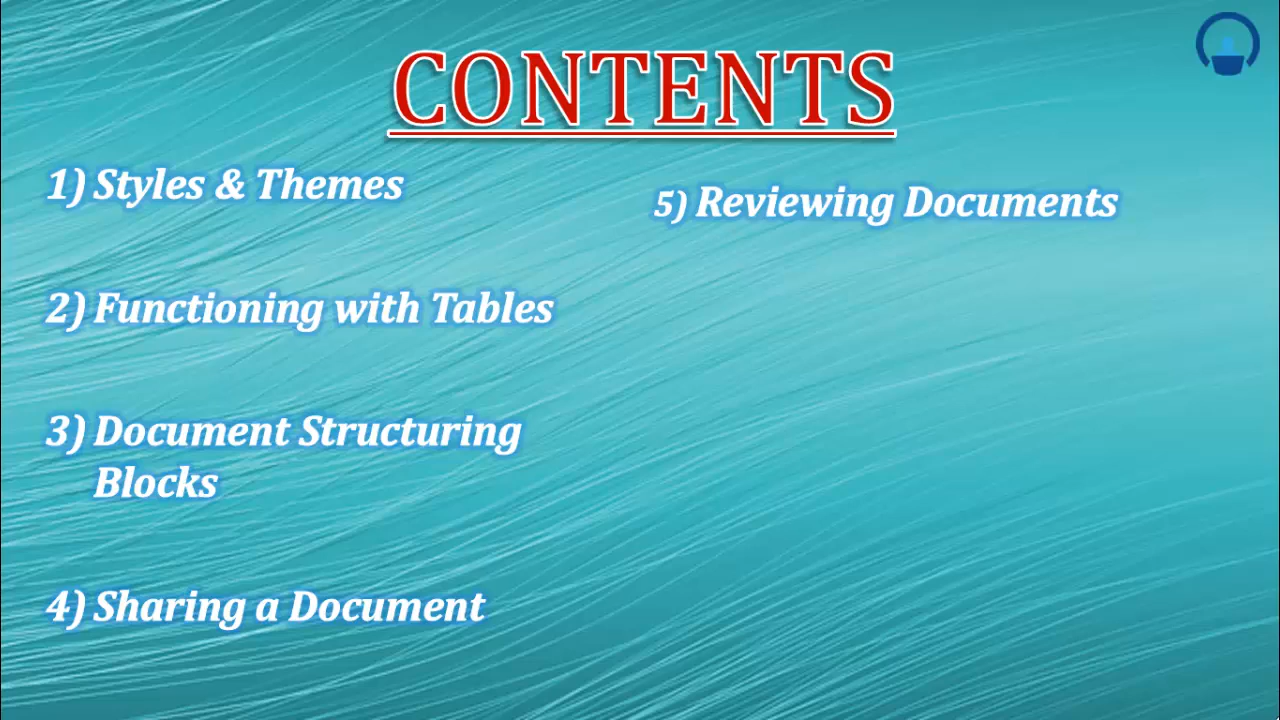 CONTENTS
1) Styles & Themes
2) Functioning with Tables
3) Document Structuring
Blocks
4) Sharing a Document
5) Reviewing Documents